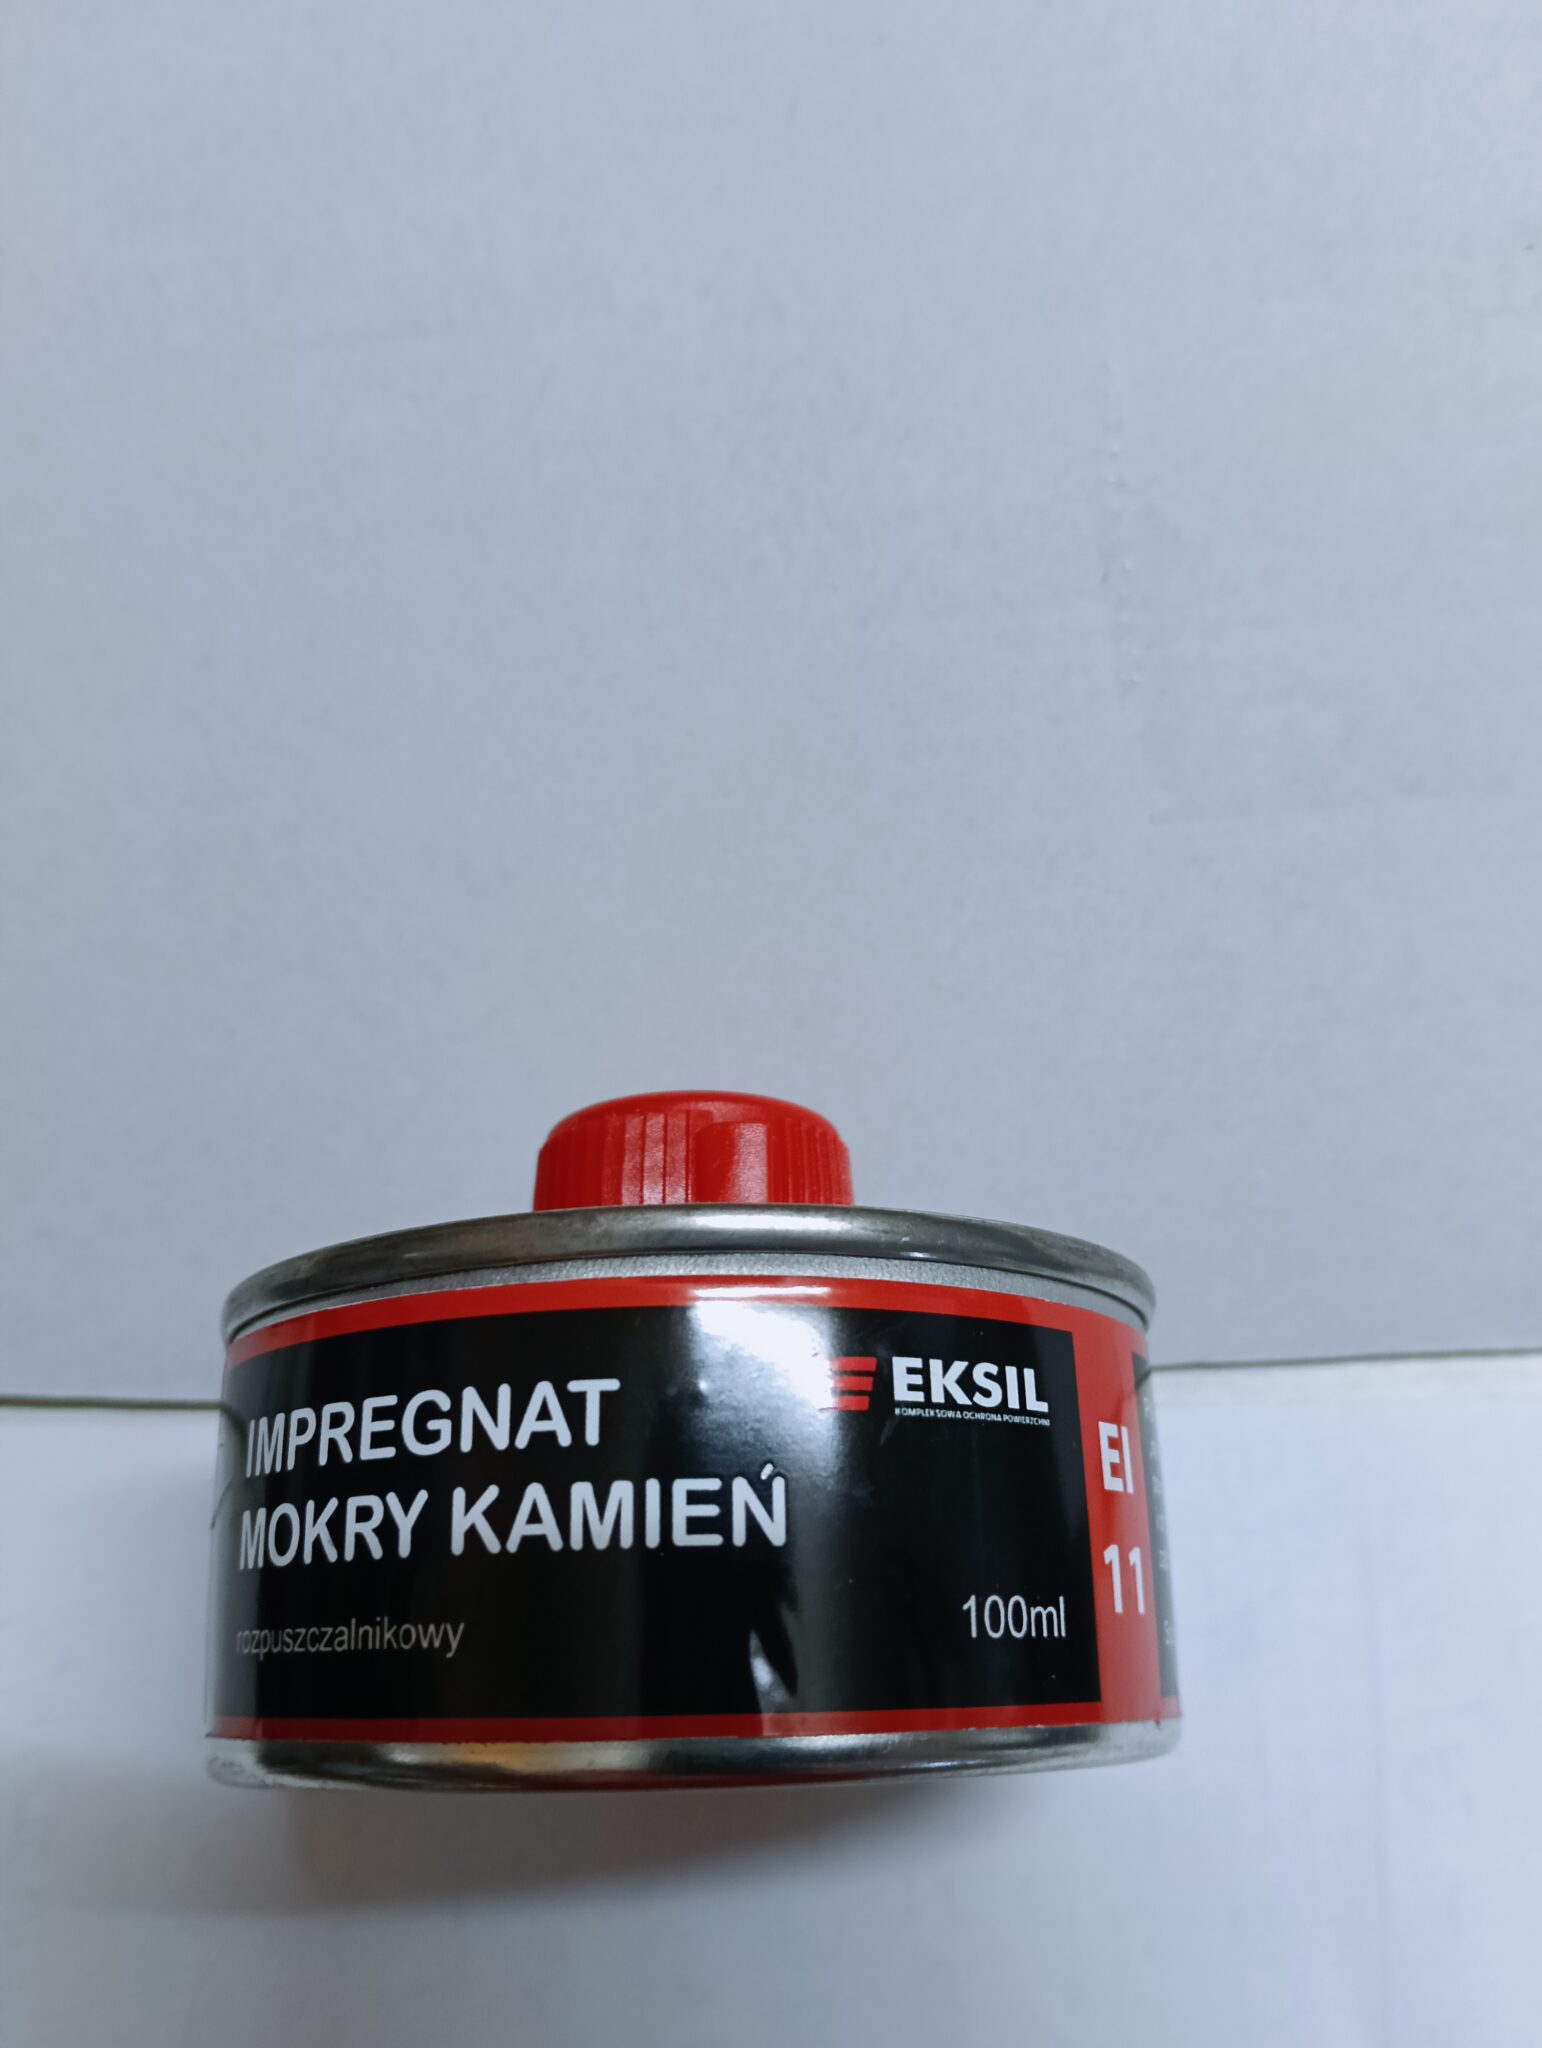 EKSIL
KOMPLEKSOWA OCHRONA POWIERZCHNI
IMPREGNAT
MOKRY KAMIEŃ
rozpuszczalnikowy
100ml
EI
11